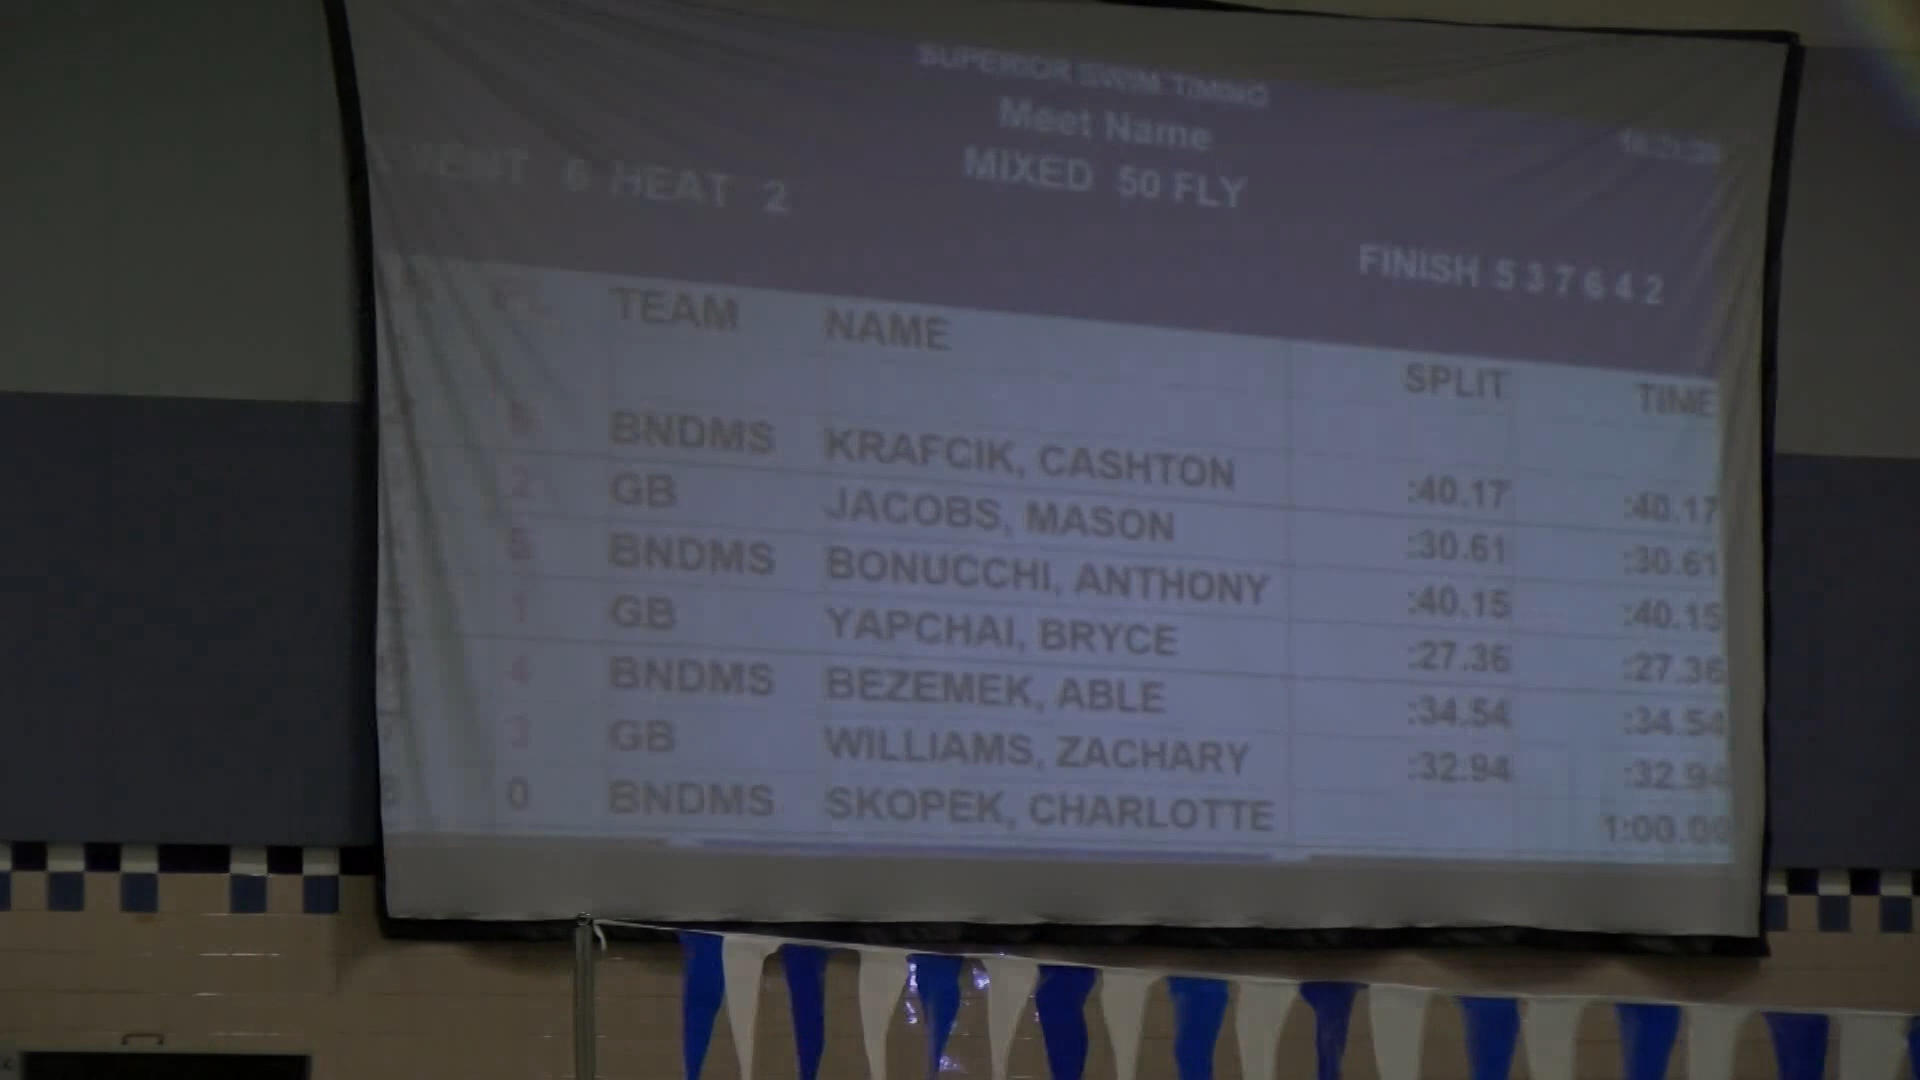 SUPERIOR SWIM TIMING
Meet Name
EVENT 6 HEAT 2 MIXED 50 FLY
FINISH 5 3 7 6 4 2
TEAM NAME SPLIT TIME
BNDMS KRAFCIK, CASHTON :40.17 :40.17
2 GB JACOBS, MASON :30.61 :30.61
5 BNDMS BONUCCHI, ANTHONY :40.15 :40.15
1 GB YAPCHAI, BRYCE :27.36 :27.36
4 BNDMS BEZEMEK, ABLE :34.54 :34.54
3 GB WILLIAMS, ZACHARY :32.94 :32.94
0 BNDMS SKOPEK, CHARLOTTE 1:00.00